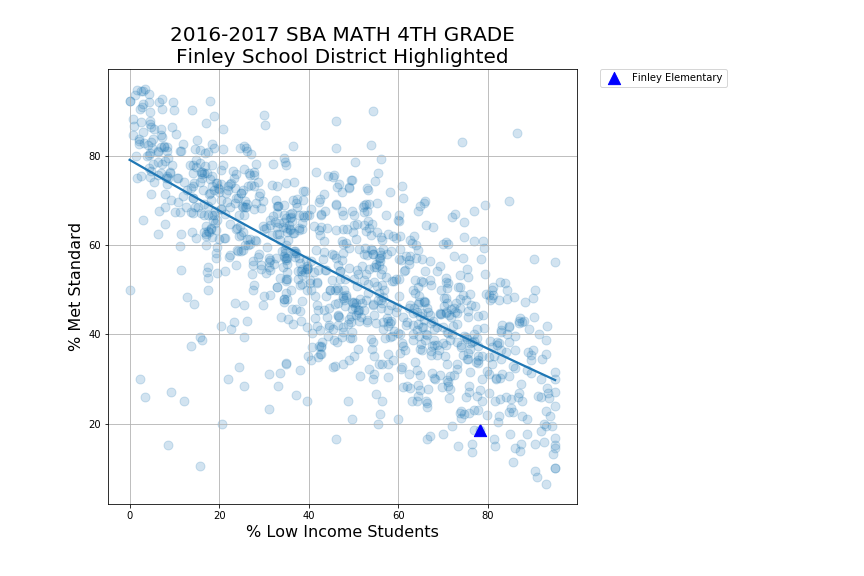 2016-2017 SBA MATH 4TH GRADE
Finley School District Highlighted
Finley Elementary
% Met Standard
80
60
40
20
0 20 40 60 80
% Low Income Students